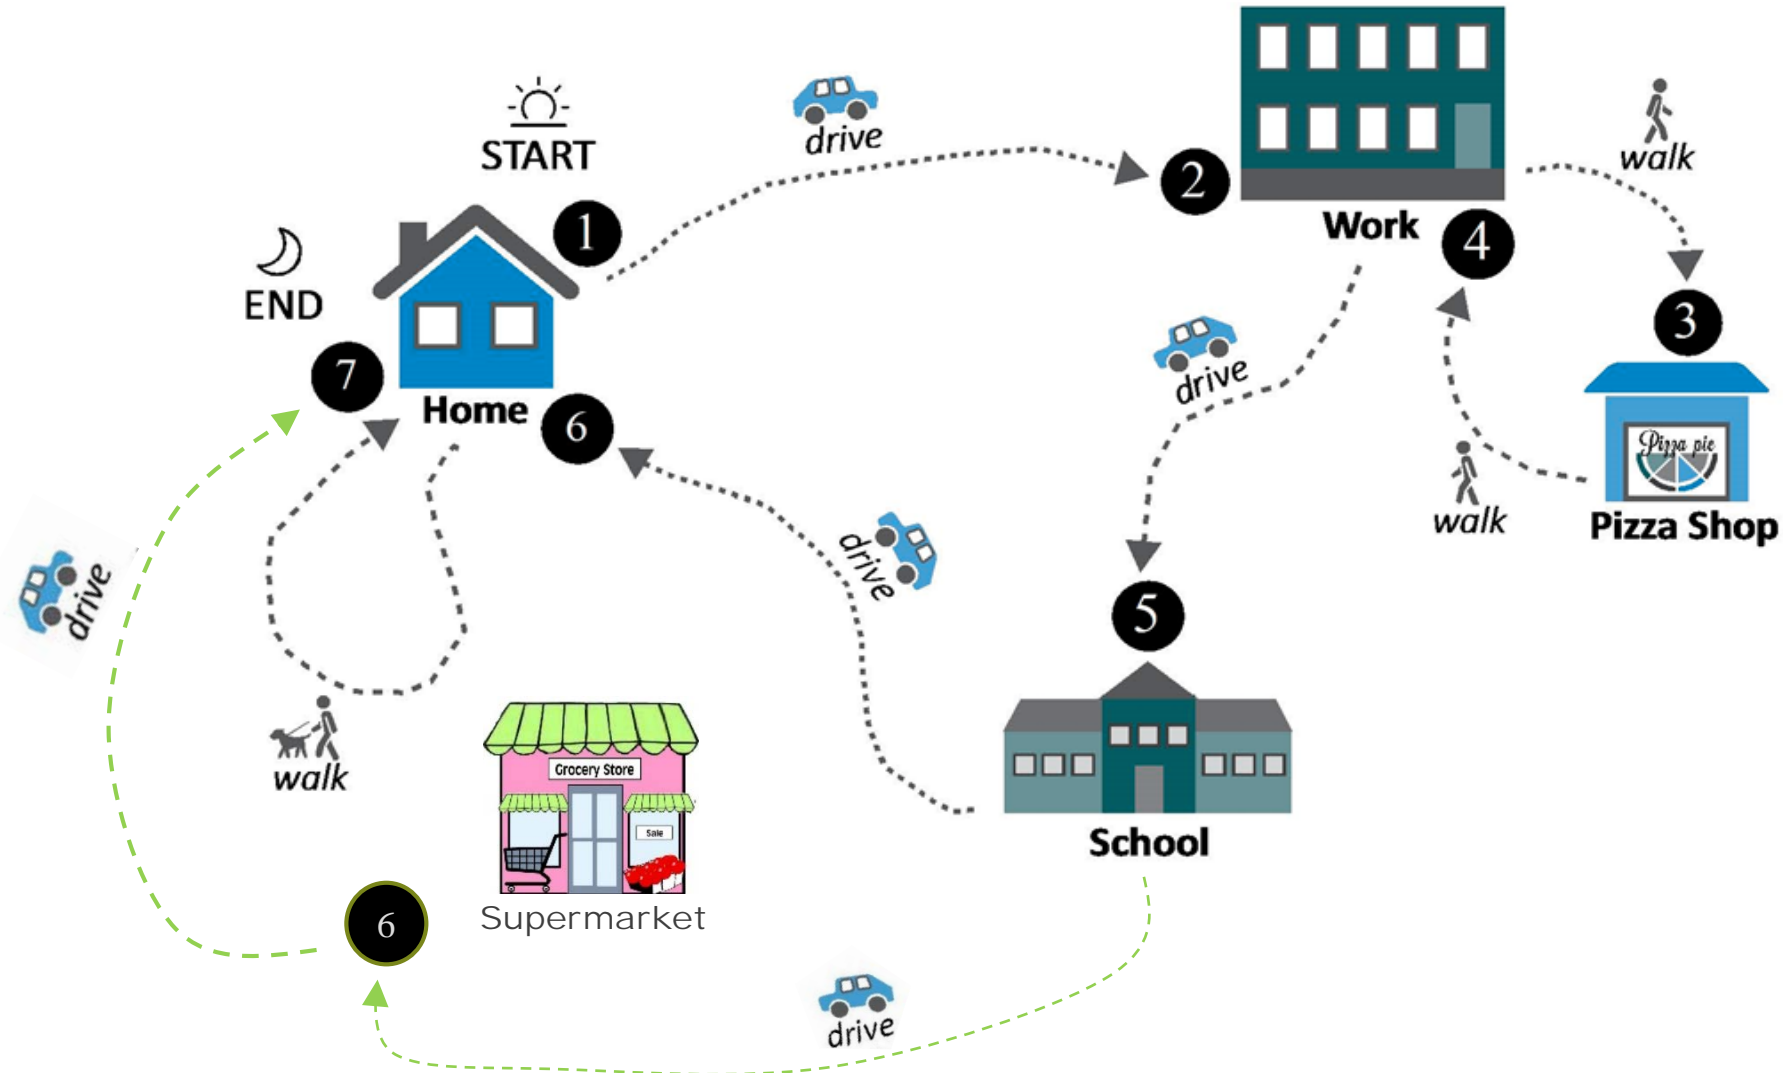 START
drive
1
2
Work
4
walk
3
END
7
Home
6
drive
walk
Pizza pie
Pizza Shop
drive
5
drive
walk
Grocery Store
Sale
School
6
Supermarket
drive